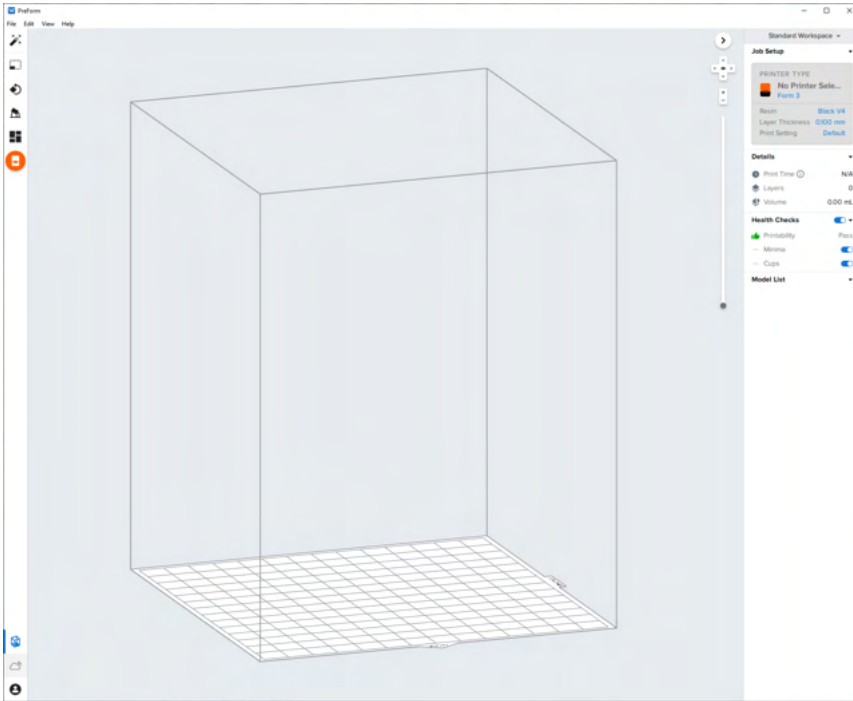 PreForm
File Edit View Help
Standard Workspace
Job Setup
PRINTER TYPE
No Printer Sele...
Form 3
Resin Black V4
Layer Thickness 0.100 mm
Print Setting Default
Details
Print Time N/A
Layers 0
Volume 0.00 mL
Health Checks
Printability Pass
Minima
Cups
Model List